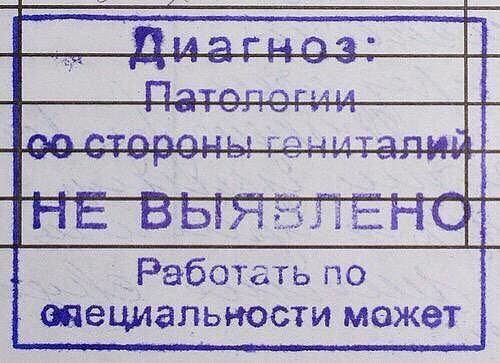 Диагноз:
Патологии
со стороны гениталий
НЕ ВЫЯВЛЕНО
Работать по
специальности может